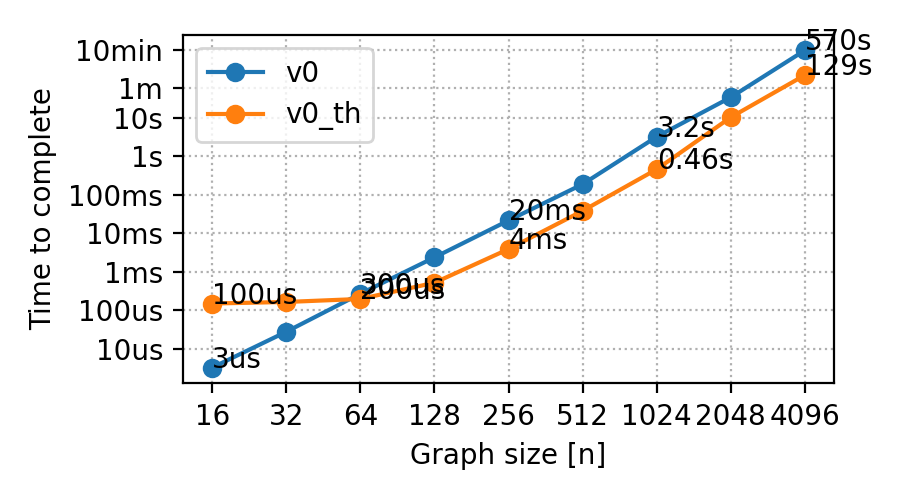 570s
10min
v0
129s
1m
v0_th
10s
3.2s
1s
0.46s
100ms
20ms
10ms
4ms
1ms
300us
200us
100us
100us
10us
3us
16 32 64 128 256 512 1024 2048 4096
Time to complete
Graph size [n]